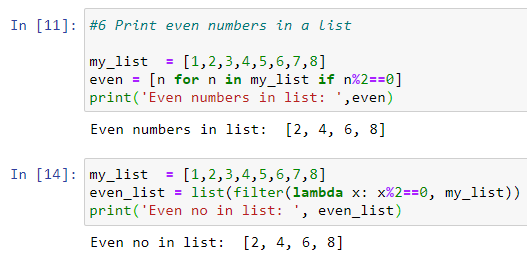 In [11]: #6 Print even numbers in a list
my_list  = [1,2,3,4,5,6,7,8]
even = [n for n in my_list if n%2==0]
print('Even numbers in list: ',even)
Even numbers in list:  [2, 4, 6, 8]
In [14]: my_list  = [1,2,3,4,5,6,7,8]
even_list = list(filter(lambda x: x%2==0, my_list))
print('Even no in list: ', even_list)
Even no in list:  [2, 4, 6, 8]